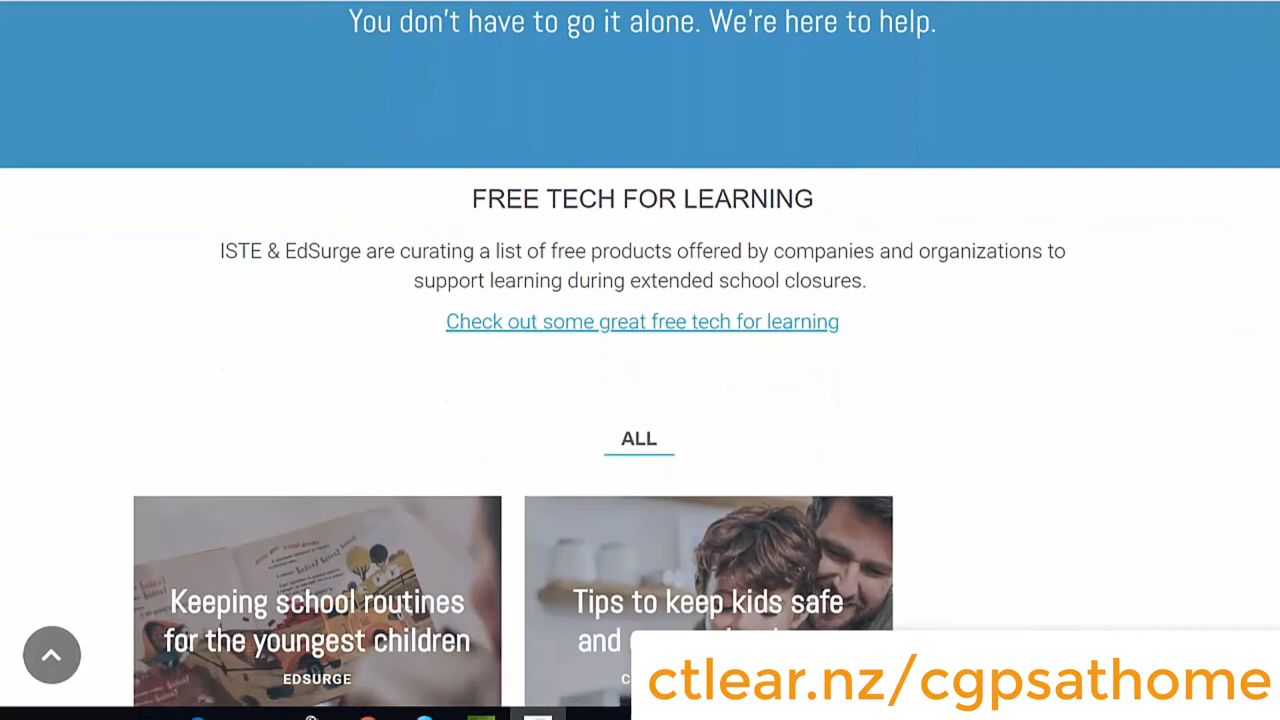 You don't have to go it alone. We're here to help.
FREE TECH FOR LEARNING
ISTE & EdSurge are curating a list of free products offered by companies and organizations to
support learning during extended school closures.
Check out some great free tech for learning
ALL
Keeping school routines
for the youngest children
EDSURGE
Tips to keep kids safe
and
ctlear.nz/cgpsathome